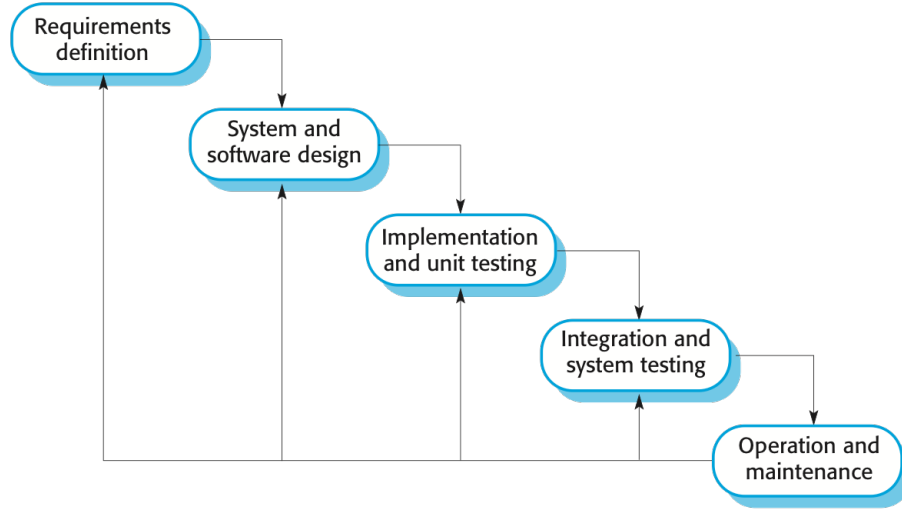 Requirements
definition
System and
software design
Implementation
and unit testing
Integration and
system testing
Operation and
maintenance